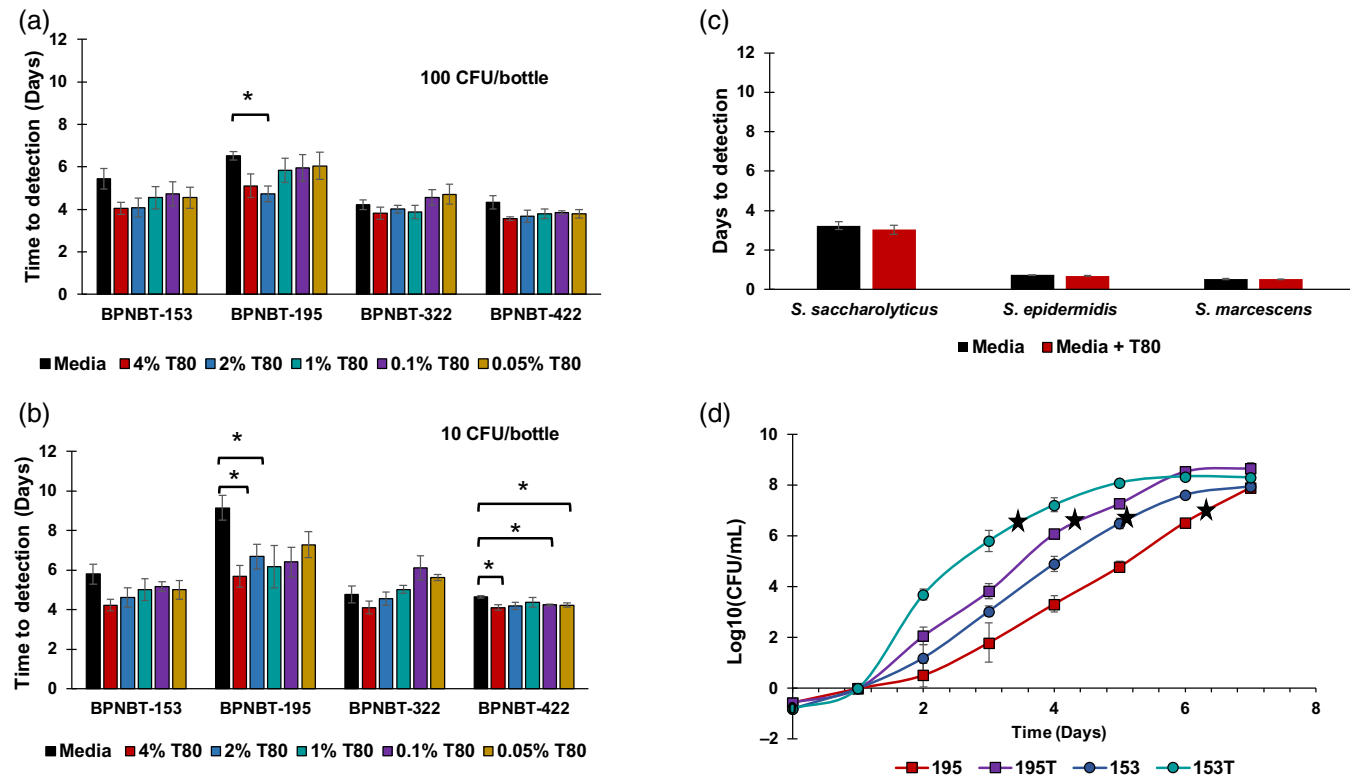 (a)
12
10
8
6
4
2
0
Time to detection (Days)
100 CFU/bottle
*
BPNBT-153 BPNBT-195 BPNBT-322 BPNBT-422
Media 4% T80 2% T80 1% T80 0.1% T80 0.05% T80
(b)
12
10
8
6
4
2
0
Time to detection (Days)
10 CFU/bottle
*
*
*
*
*
BPNBT-153 BPNBT-195 BPNBT-322 BPNBT-422
Media 4% T80 2% T80 1% T80 0.1% T80 0.05% T80
(c)
12
10
8
6
4
2
0
Days to detection
S. saccharolyticus S. epidermidis S. marcescens
Media Media + T80
(d)
10
8
6
4
2
0
–2
Log10(CFU/mL)
2 4 6 8
Time (Days)
195 195T 153 153T